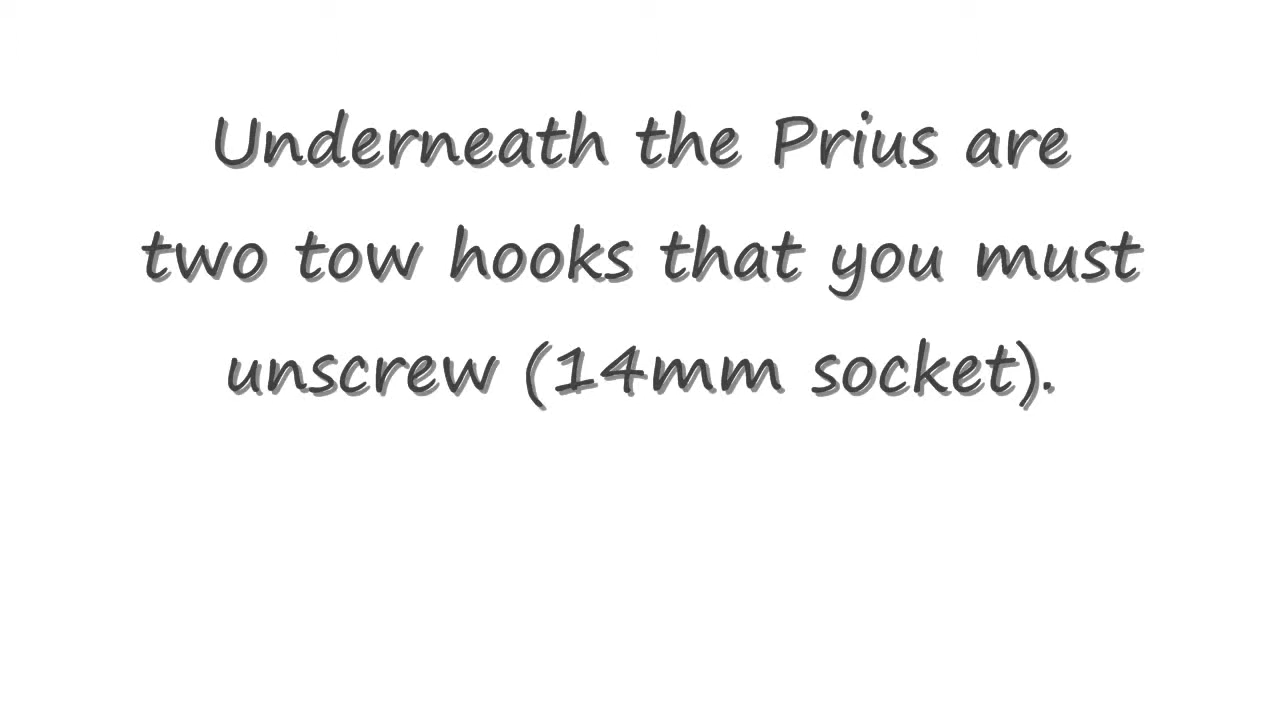 Underneath the Prius are
two tow hooks that you must
unscrew (14mm socket).